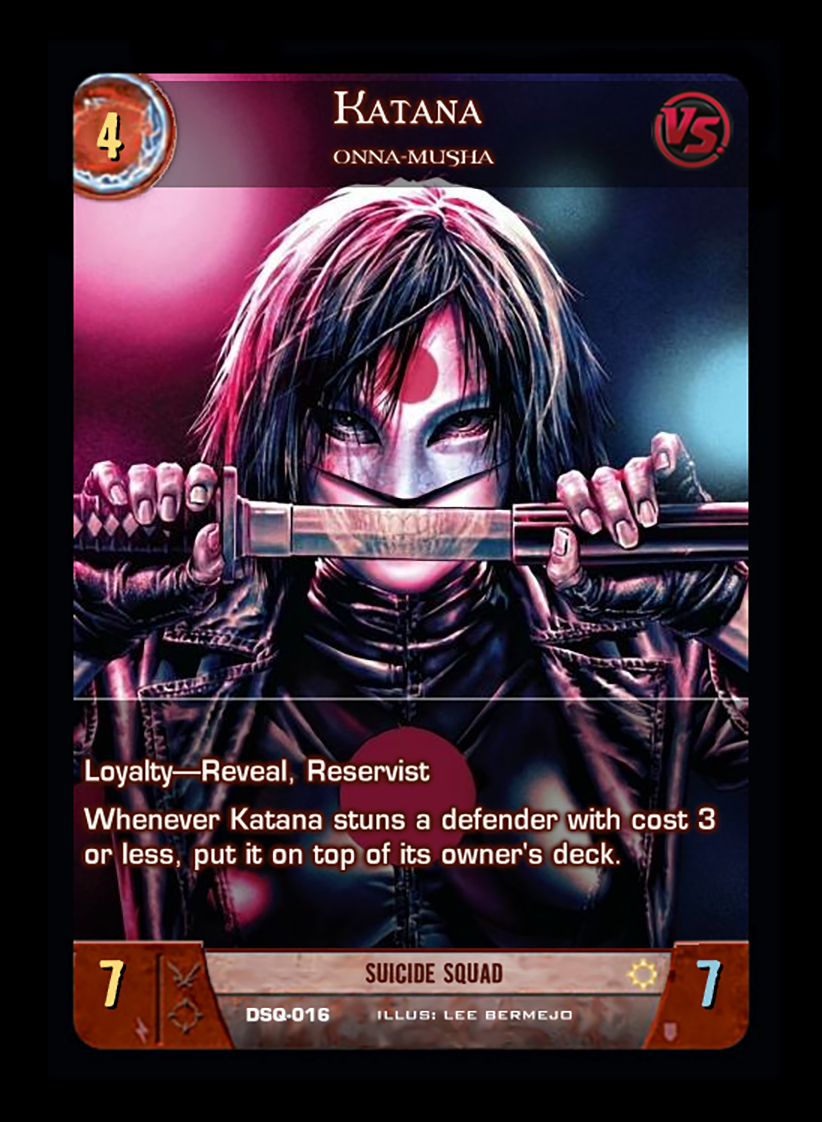 4
Katana
VS.
ONNA-MUSHA
Loyalty—Reveal, Reservist
Whenever Katana stuns a defender with cost 3
or less, put it on top of its owner's deck.
7
SUICIDE SQUAD
7
DSQ-016 ILLUS: LEE BERMEJO